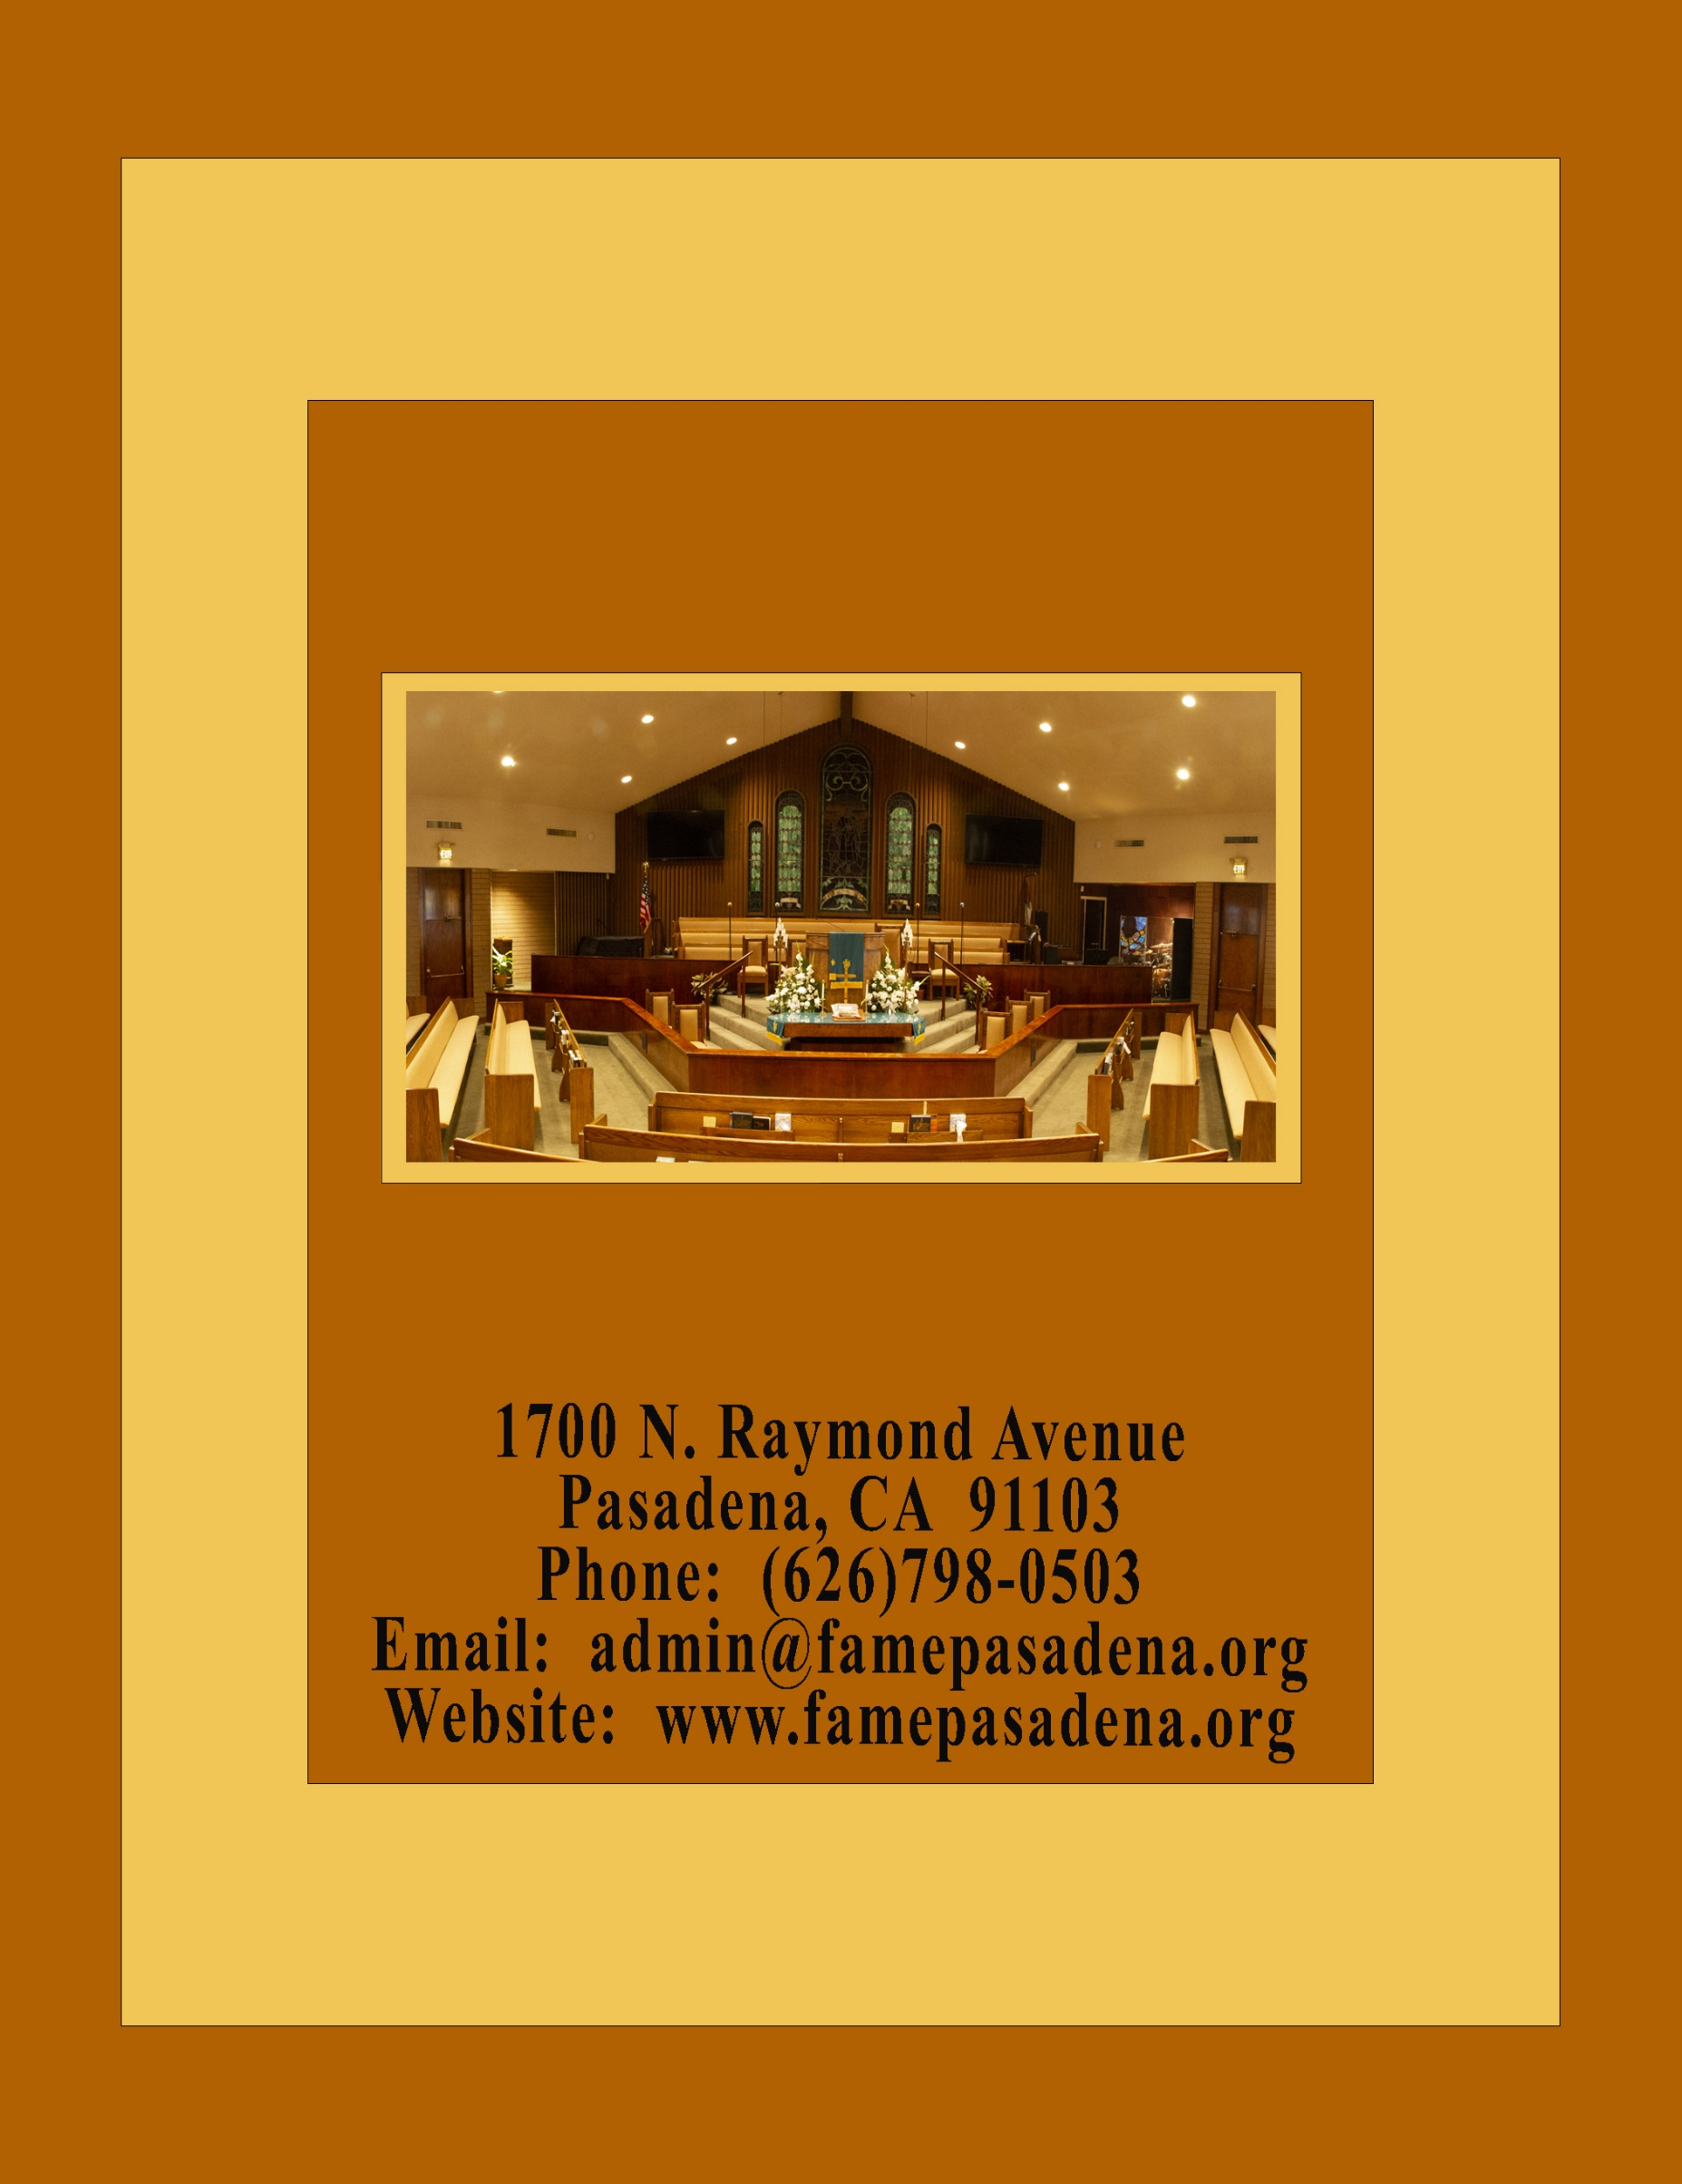 1700 N. Raymond Avenue
Pasadena, CA 91103
Phone: (626)798-0503
Email: admin@famepasadena.org
Website: www.famepasadena.org